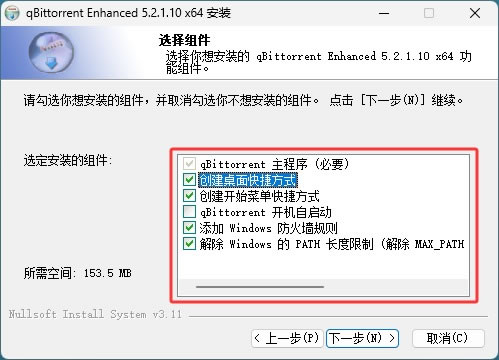 qBittorrent Enhanced 5.2.1.10 x64 安装
选择组件
选择你想安装的 qBittorrent Enhanced 5.2.1.10 x64 功
能组件。
请勾选你想安装的组件，并取消勾选你不想安装的组件。 点击 [下一步(N)] 继续。
选定安装的组件:
qBittorrent 主程序 (必要)
创建桌面快捷方式
创建开始菜单快捷方式
qBittorrent 开机自启动
添加 Windows 防火墙规则
解除 Windows 的 PATH 长度限制 (解除 MAX_PATH
所需空间: 153.5 MB
Nullsoft Install System v3.11
< 上一步(P)
下一步(N) >
取消(C)